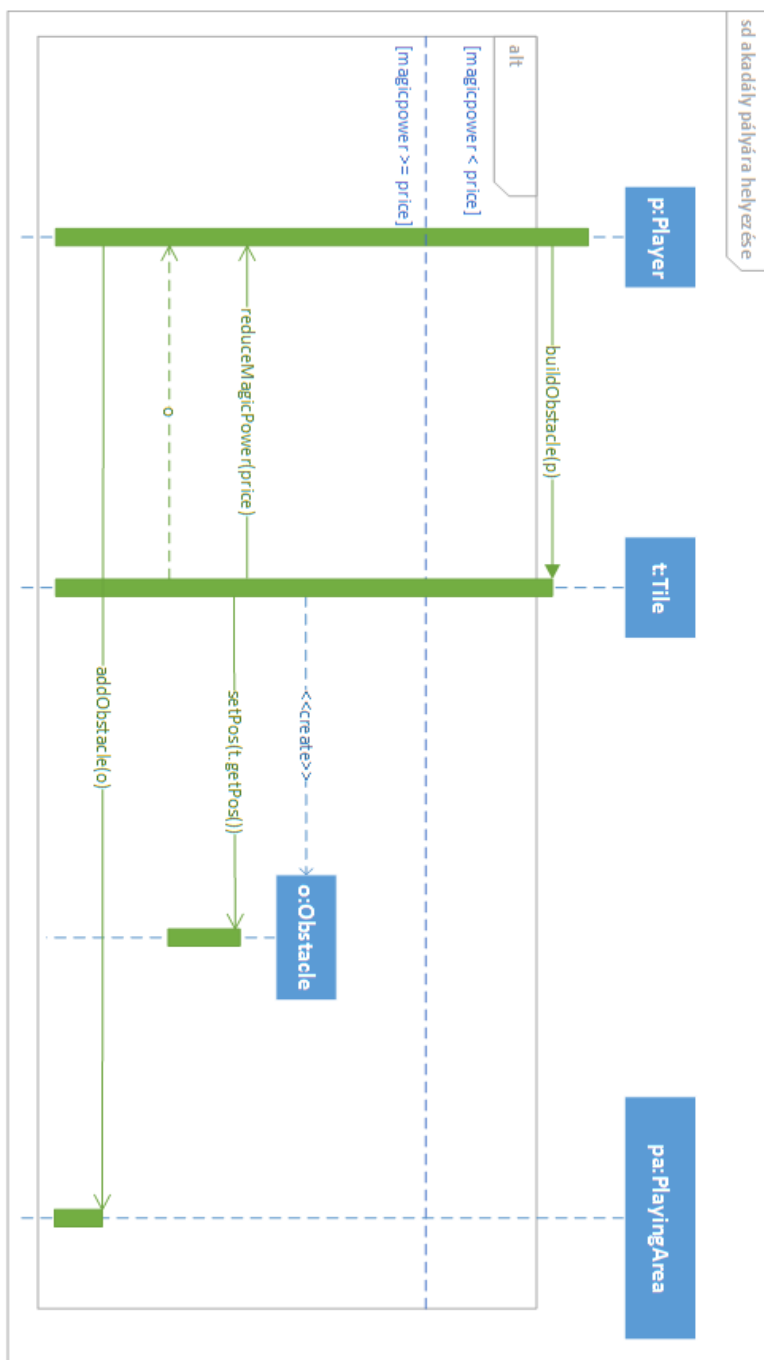 sd akadály pályára helyezése
p:Player
t:Tile
pa:PlayingArea
buildObstacle(p)
alt
[magicpower < price]
[magicpower >= price]
<<create>>
o:Obstacle
reduceMagicPower(price)
setPos(t.getPos())
o
addObstacle(o)